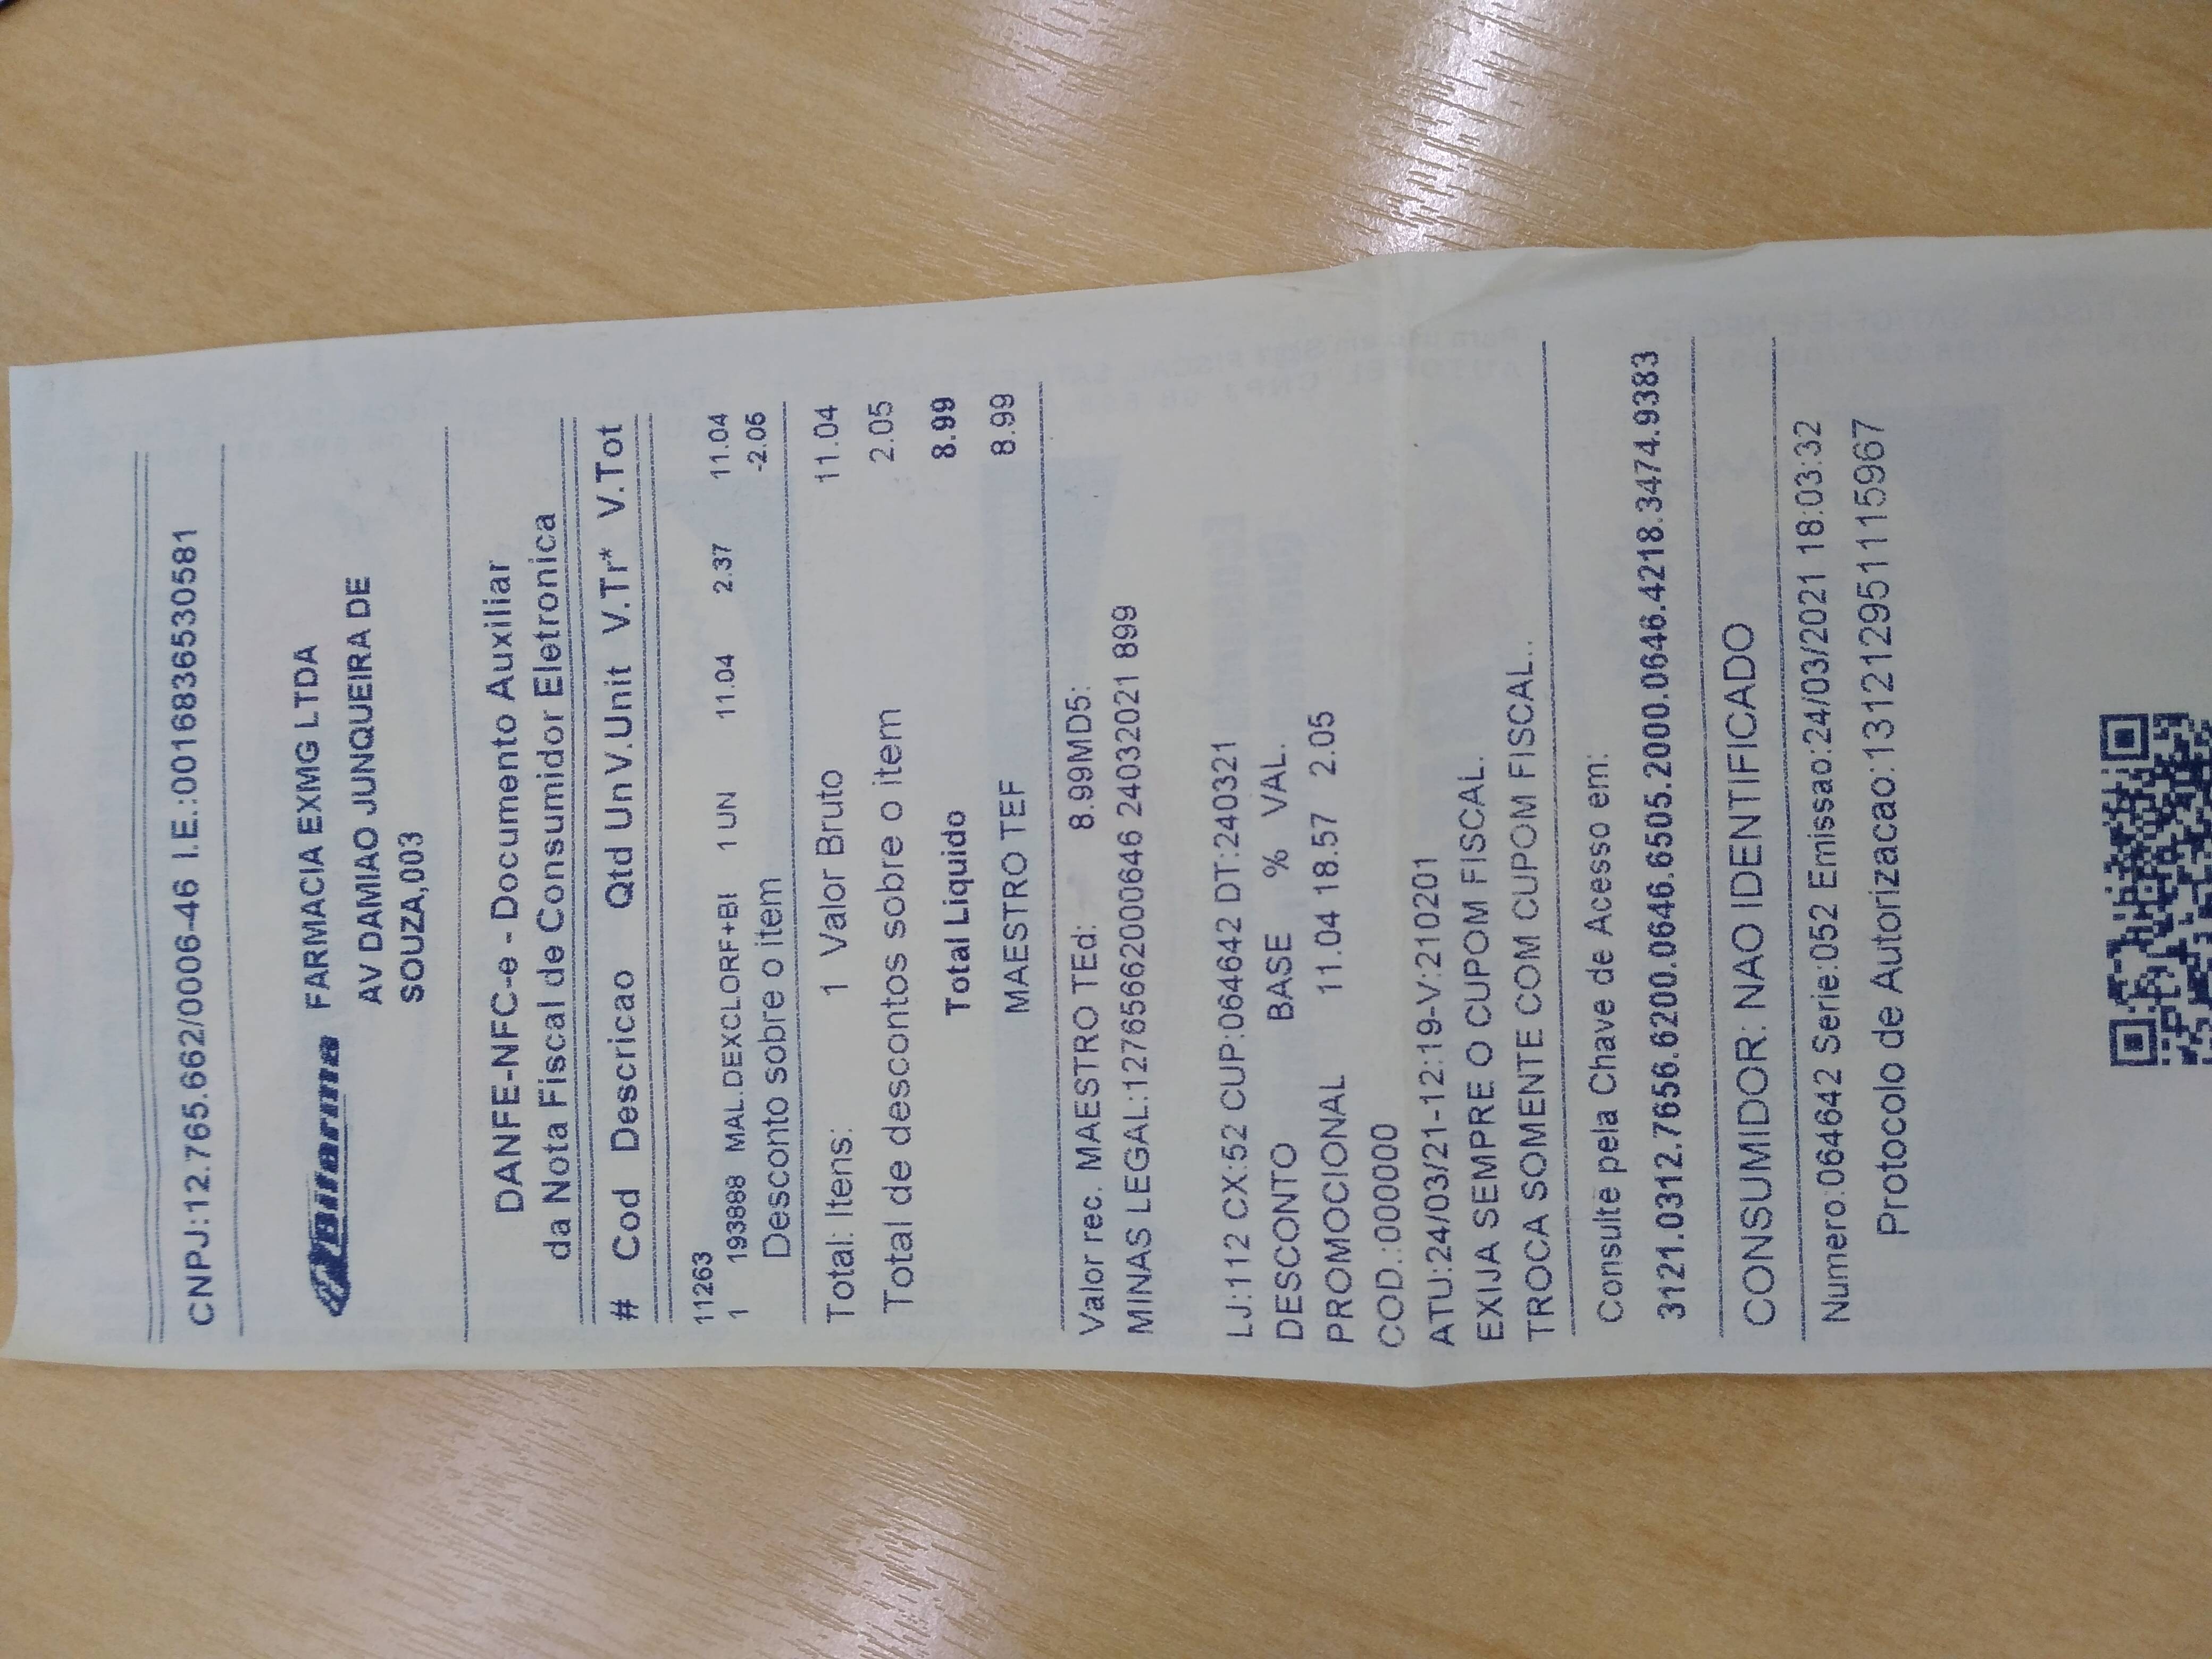 CNPJ:12.765.662/0006-46 I.E.:0016836530581
Bifarma FARMACIA EXMG LTDA
AV DAMIAO JUNQUEIRA DE
SOUZA,003
DANFE-NFC-e - Documento Auxiliar
da Nota Fiscal de Consumidor Eletronica
# Cod Descricao Qtd Un V.Unit V.Tr* V.Tot
11263
1 193888 MAL.DEXCLORF+BI 1 UN 11.04 2.37 11.04
Desconto sobre o item -2.05
Total: Itens: 1 Valor Bruto 11.04
Total de descontos sobre o item 2.05
Total Liquido 8.99
MAESTRO TEF 8.99
Valor rec. MAESTRO TEd: 8.99MD5:
MINAS LEGAL:12765662000646 24032021 899
LJ:112 CX:52 CUP:064642 DT:240321
DESCONTO BASE % VAL.
PROMOCIONAL 11.04 18.57 2.05
COD.:000000
ATU:24/03/21-12:19-V:210201
EXIJA SEMPRE O CUPOM FISCAL.
TROCA SOMENTE COM CUPOM FISCAL..
Consulte pela Chave de Acesso em:
3121.0312.7656.6200.0646.6505.2000.0646.4218.3474.9383
CONSUMIDOR: NAO IDENTIFICADO
Numero:064642 Serie:052 Emissao:24/03/2021 18:03:32
Protocolo de Autorizacao:131212951115967